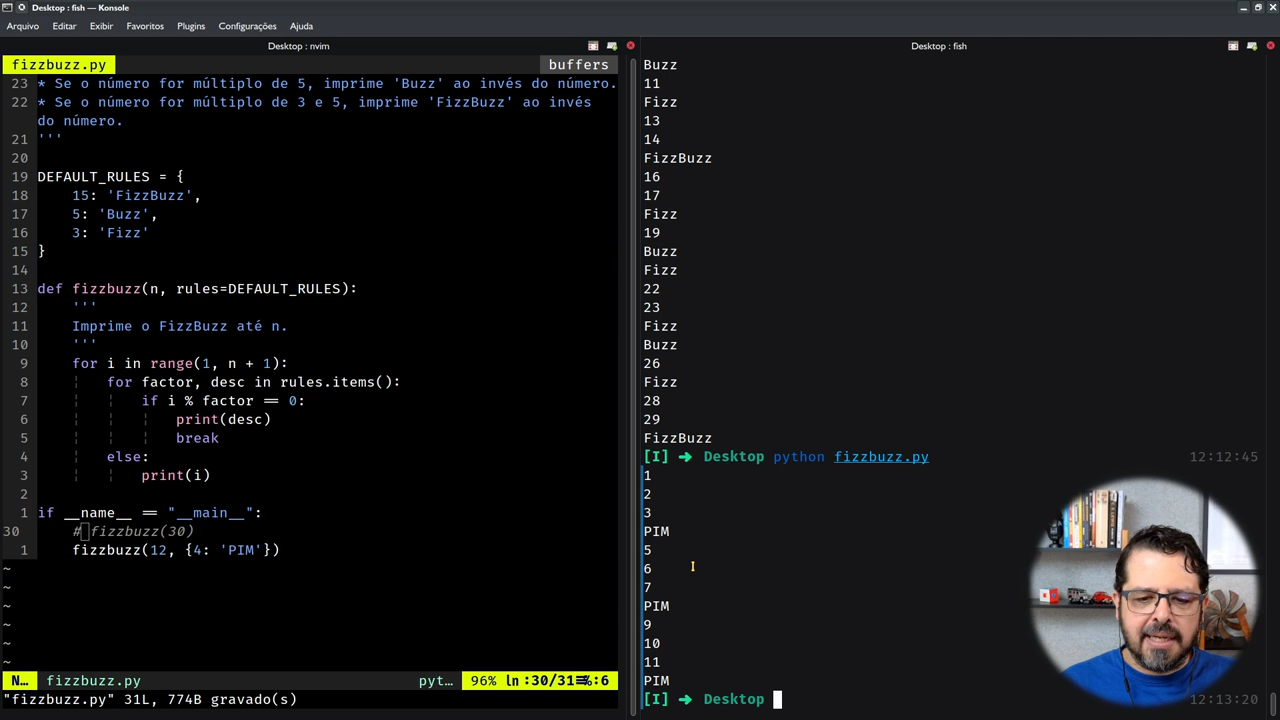 Desktop : fish — Konsole
Arquivo Editar Exibir Favoritos Plugins Configurações Ajuda
Desktop : nvim
fizzbuzz.py buffers
23 * Se o número for múltiplo de 5, imprime 'Buzz' ao invés do número.
22 * Se o número for múltiplo de 3 e 5, imprime 'FizzBuzz' ao invés
do número.
21 '''
20
19 DEFAULT_RULES = {
18 15: 'FizzBuzz',
17 5: 'Buzz',
16 3: 'Fizz'
15 }
14
13 def fizzbuzz(n, rules=DEFAULT_RULES):
12 '''
11 Imprime o FizzBuzz até n.
10 '''
9 for i in range(1, n + 1):
8 for factor, desc in rules.items():
7 if i % factor == 0:
6 print(desc)
5 break
4 else:
3 print(i)
2
1 if __name__ == "__main__":
30 # fizzbuzz(30)
1 fizzbuzz(12, {4: 'PIM'})
~
~
~
~
~
~
N… fizzbuzz.py pyt… 96% ln:30/31≡%:6
"fizzbuzz.py" 31L, 774B gravado(s)
Desktop : fish
Buzz
11
Fizz
13
14
FizzBuzz
16
17
Fizz
19
Buzz
Fizz
22
23
Fizz
Buzz
26
Fizz
28
29
FizzBuzz
[I] ➜ Desktop python fizzbuzz.py 12:12:45
1
2
3
PIM
5
6
7
PIM
9
10
11
PIM
[I] ➜ Desktop 12:13:20